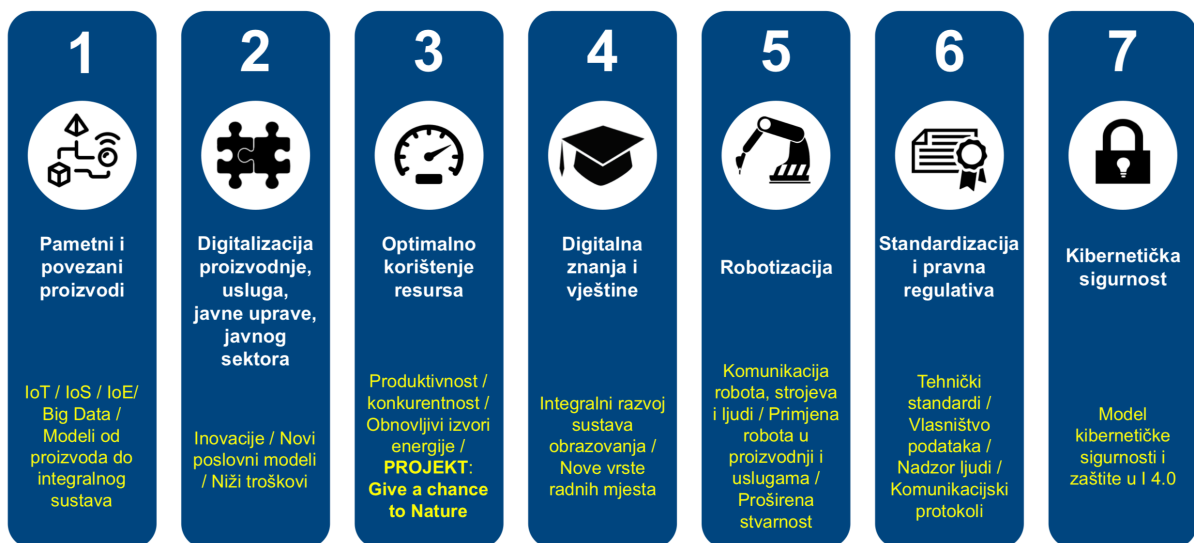 1
Pametni i
povezani
proizvodi
IoT / IoS / IoE/
Big Data /
Modeli od
proizvoda do
integralnog
sustava
2
Digitalizacija
proizvodnje,
usluga,
javne uprave,
javnog
sektora
Inovacije / Novi
poslovni modeli
/ Niži troškovi
3
Optimalno
korištenje
resursa
Produktivnost /
konkurentnost /
Obnovljivi izvori
energije /
PROJEKT:
Give a chance
to Nature
4
Digitalna
znanja i
vještine
Integralni razvoj
sustava
obrazovanja /
Nove vrste
radnih mjesta
5
Robotizacija
Komunikacija
robota, strojeva
i ljudi / Primjena
robota u
proizvodnji i
uslugama /
Proširena
stvarnost
6
Standardizacija
i pravna
regulativa
Tehnički
standardi /
Vlasništvo
podataka /
Nadzor ljudi /
Komunikacijski
protokoli
7
Kibernetička
sigurnost
Model
kibernetičke
sigurnosti i
zaštite u I 4.0